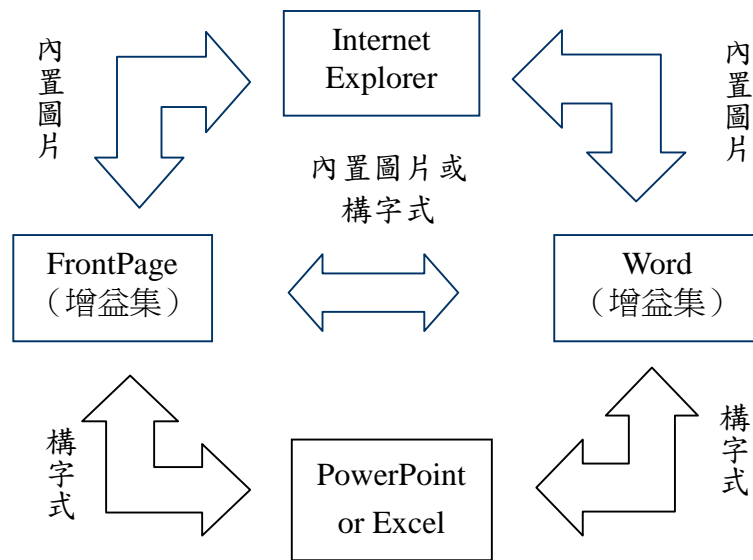 內置圖片
Internet
Explorer
內置圖片
內置圖片或
構字式
FrontPage
（增益集）
Word
（增益集）
構字式
PowerPoint
or Excel
構字式